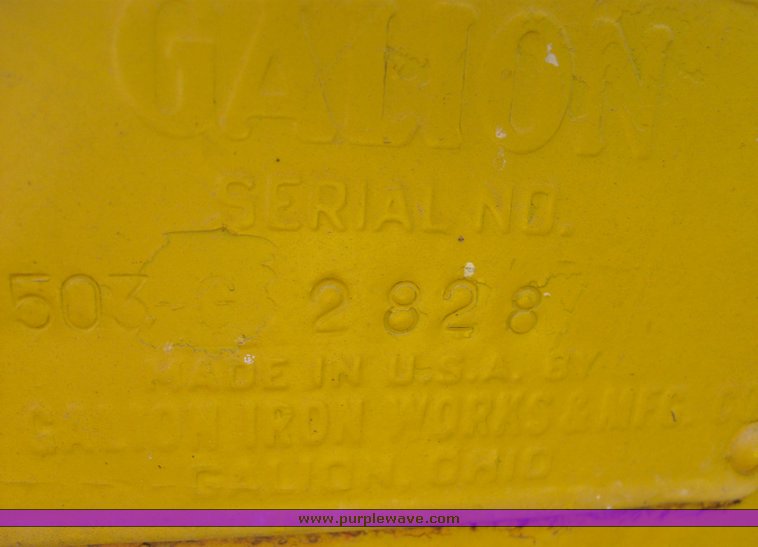 GALION
SERIAL NO.
503- 2828
MADE IN U.S.A. BY
GALION IRON WORKS & MFG. CO
GALION, OHIO
www.purplewave.com